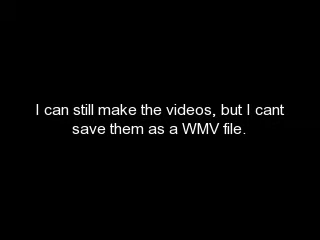 I can still make the videos, but I cant
save them as a WMV file.